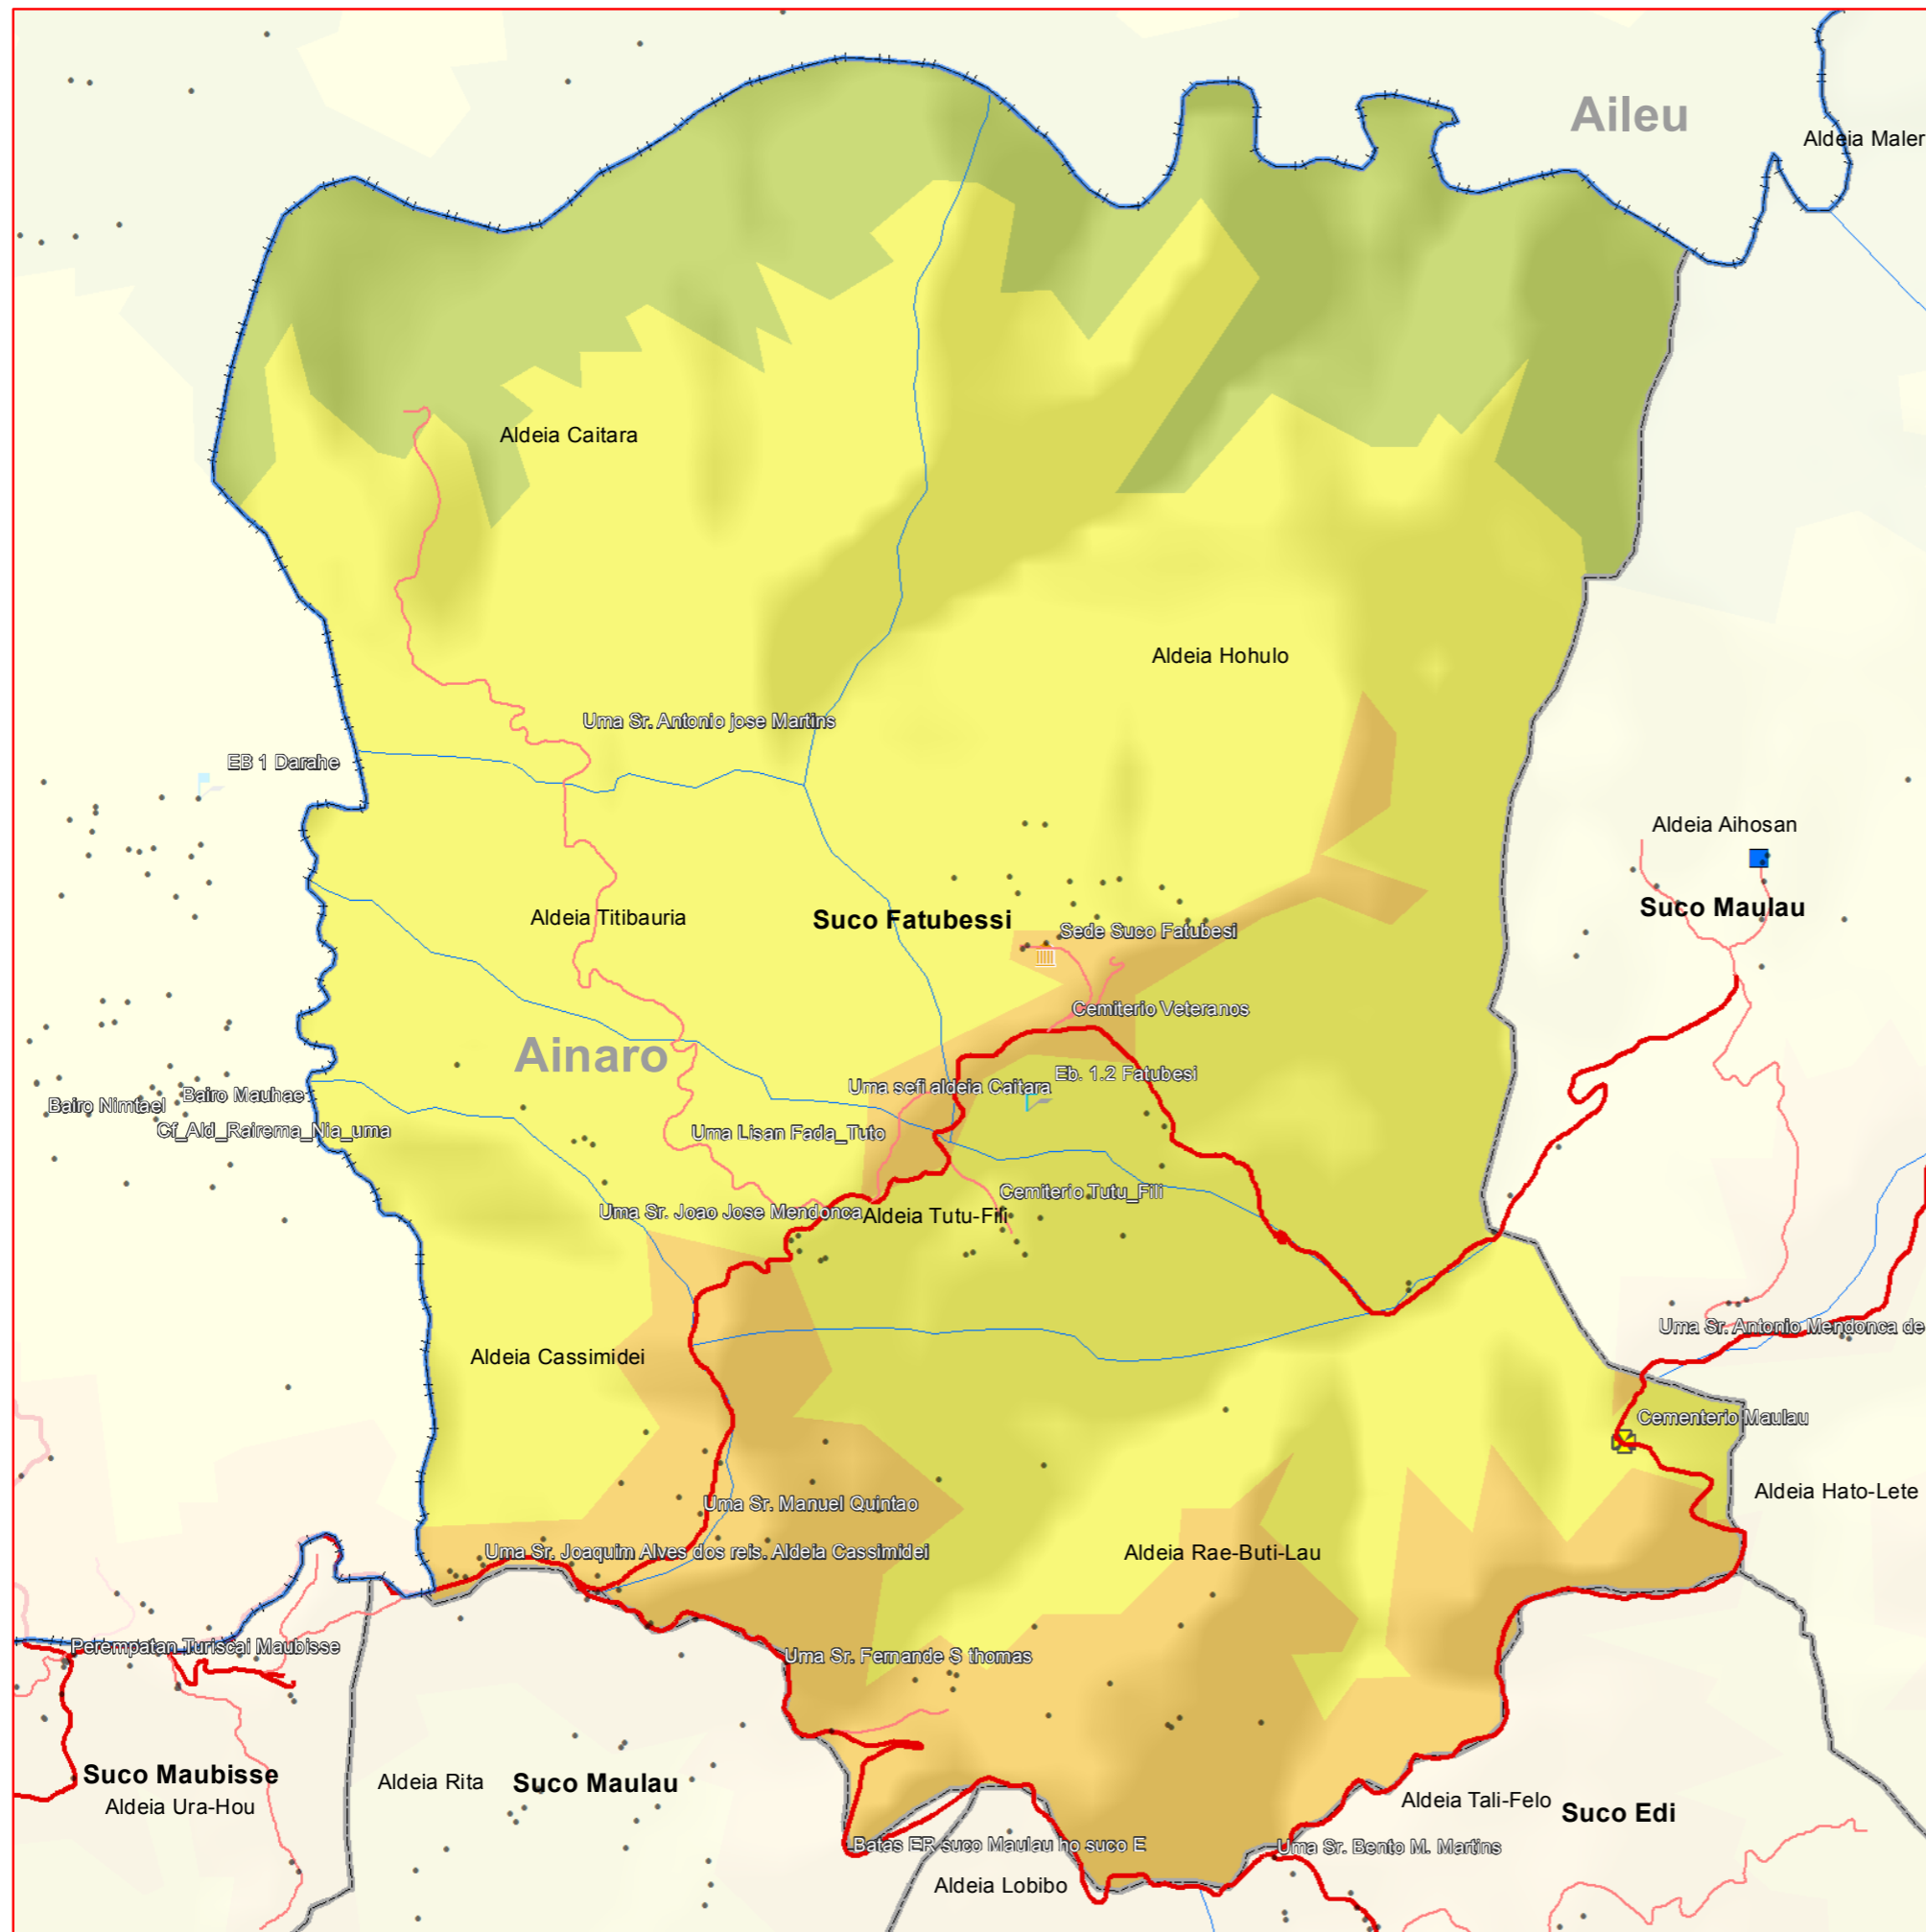 Aileu
Aldeia Maler
Aldeia Caitara
Aldeia Hohulo
Uma Sr. Antonio jose Martins
EB 1 Darahe
Aldeia Aihosan
Suco Maulau
Aldeia Titibauria
Suco Fatubessi
Sede Suco Fatubesi
Cemiterio Veteranos
Ainaro
Eb. 1.2 Fatubesi
Uma sefi aldeia Caitara
Bairo Mauhae
Bairo Nimtael
Cf_Ald_Rairema_Nia_uma
Uma Lisan Fada_Tuto
Cemiterio Tutu_Fili
Uma Sr. Joao Jose Mendonca
Aldeia Tutu-Fili
Uma Sr. Antonio Mendonca de
Aldeia Cassimidei
Cementerio Maulau
Aldeia Hato-Lete
Uma Sr. Manuel Quintao
Uma Sr. Joaquim Alves dos reis. Aldeia Cassimidei
Aldeia Rae-Buti-Lau
Perempatan Turiscai Maubisse
Uma Sr. Fernande S thomas
Suco Maubisse
Aldeia Ura-Hou
Aldeia Rita
Suco Maulau
Aldeia Tali-Felo
Suco Edi
Batas ER suco Maulau ho suco E
Uma Sr. Bento M. Martins
Aldeia Lobibo